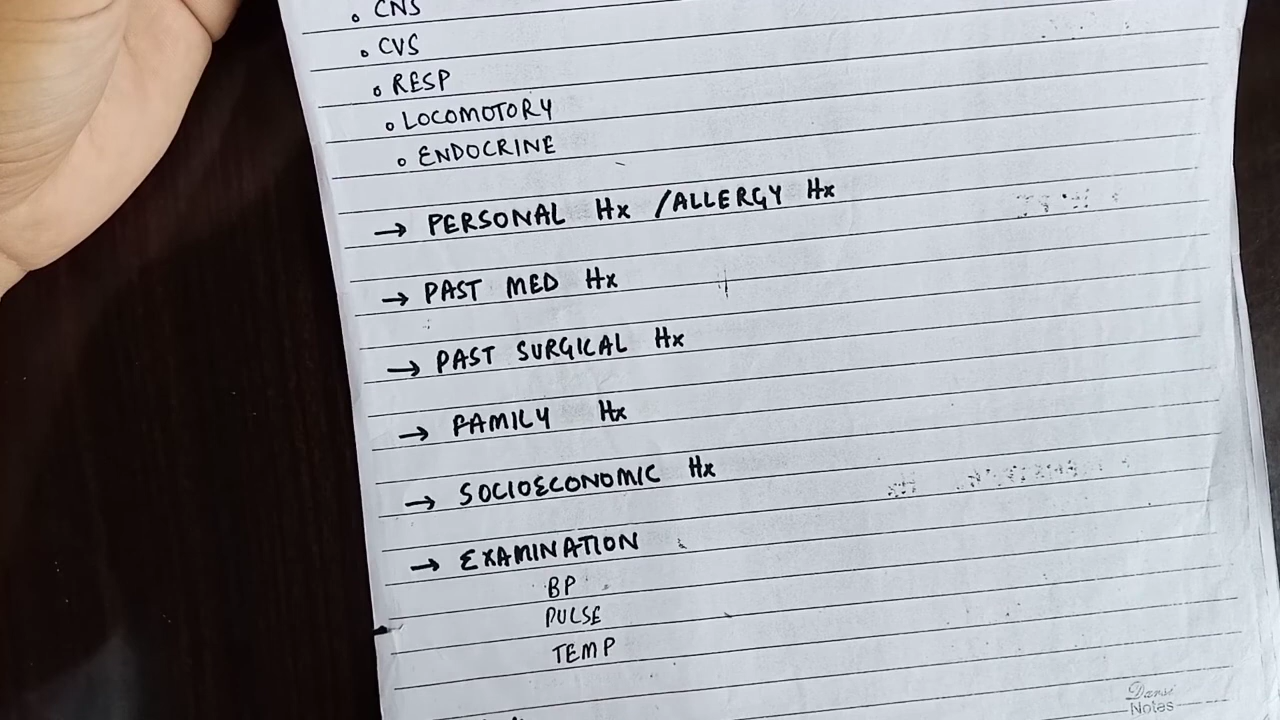 • CNS
• CVS
• RESP
• LOCOMOTORY
• ENDOCRINE
→ PERSONAL Hx /ALLERGY Hx
→ PAST MED Hx
→ PAST SURGICAL Hx
→ FAMILY Hx
→ SOCIOECONOMIC Hx
→ EXAMINATION
BP
PULSE
TEMP
Notes